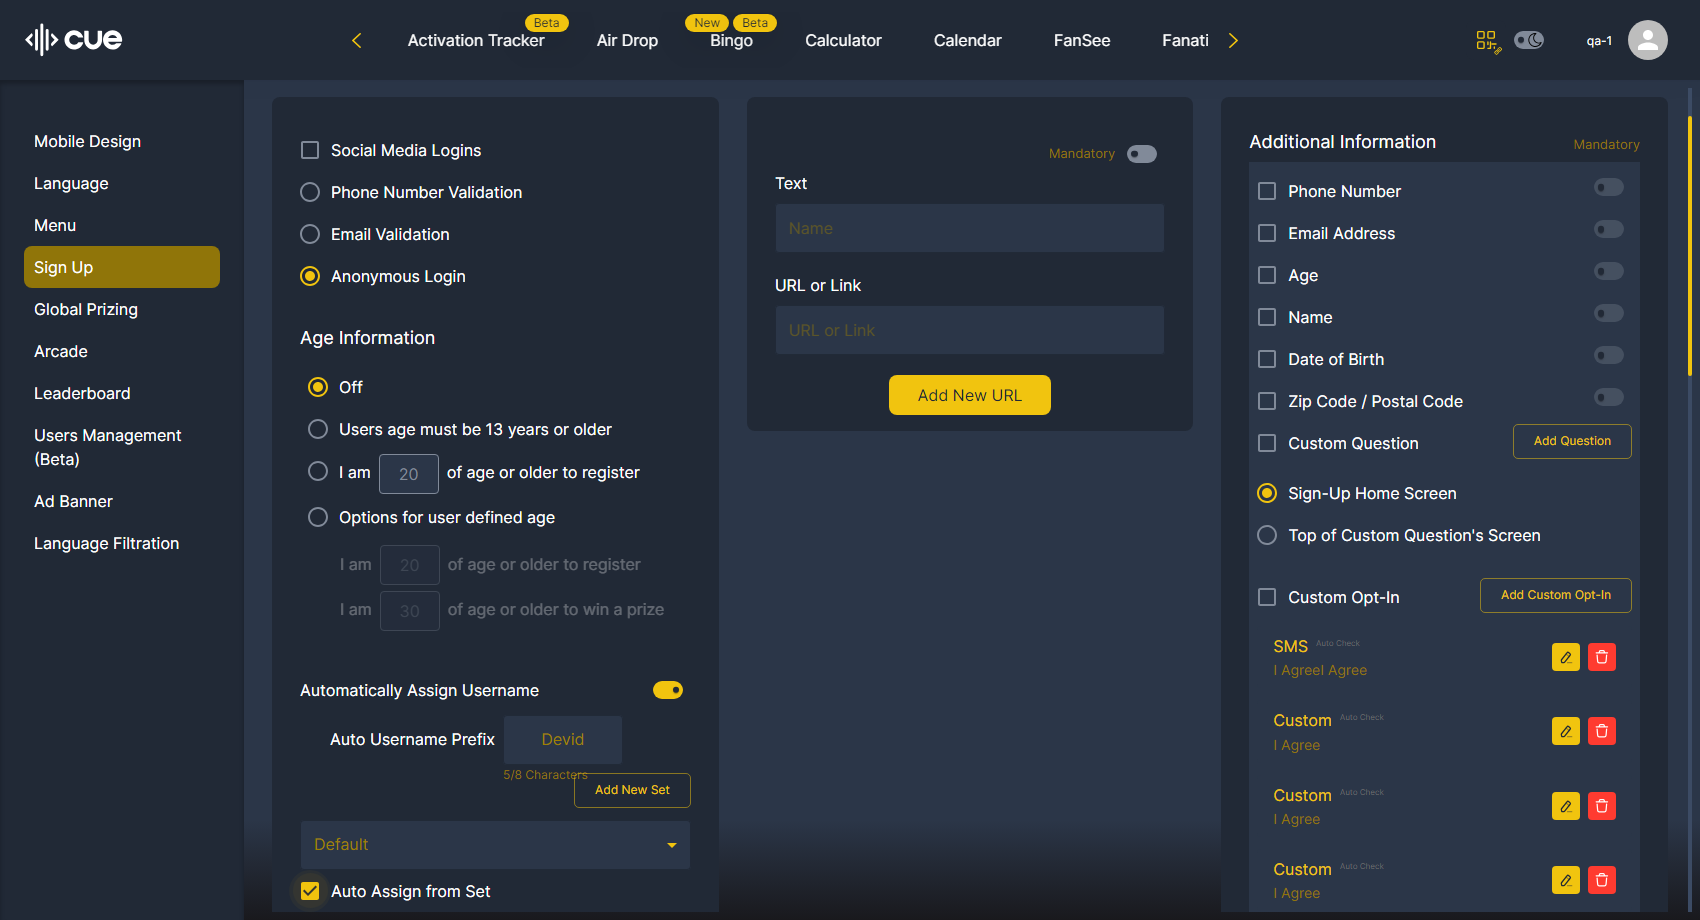 cue
Activation Tracker
Beta
Air Drop
Bingo
New
Beta
Calculator
Calendar
FanSee
Fanati
qa-1
Mobile Design
Language
Menu
Sign Up
Global Prizing
Arcade
Leaderboard
Users Management
(Beta)
Ad Banner
Language Filtration
Social Media Logins
Phone Number Validation
Email Validation
Anonymous Login
Age Information
Off
Users age must be 13 years or older
I am 20 of age or older to register
Options for user defined age
I am 20 of age or older to register
I am 30 of age or older to win a prize
Automatically Assign Username
Auto Username Prefix Devid
5/8 Characters
Add New Set
Default
Auto Assign from Set
Mandatory
Text
Name
URL or Link
URL or Link
Add New URL
Additional Information Mandatory
Phone Number
Email Address
Age
Name
Date of Birth
Zip Code / Postal Code
Custom Question Add Question
Sign-Up Home Screen
Top of Custom Question's Screen
Custom Opt-In Add Custom Opt-In
SMS Auto Check
I AgreeI Agree
Custom Auto Check
I Agree
Custom Auto Check
I Agree
Custom Auto Check
I Agree